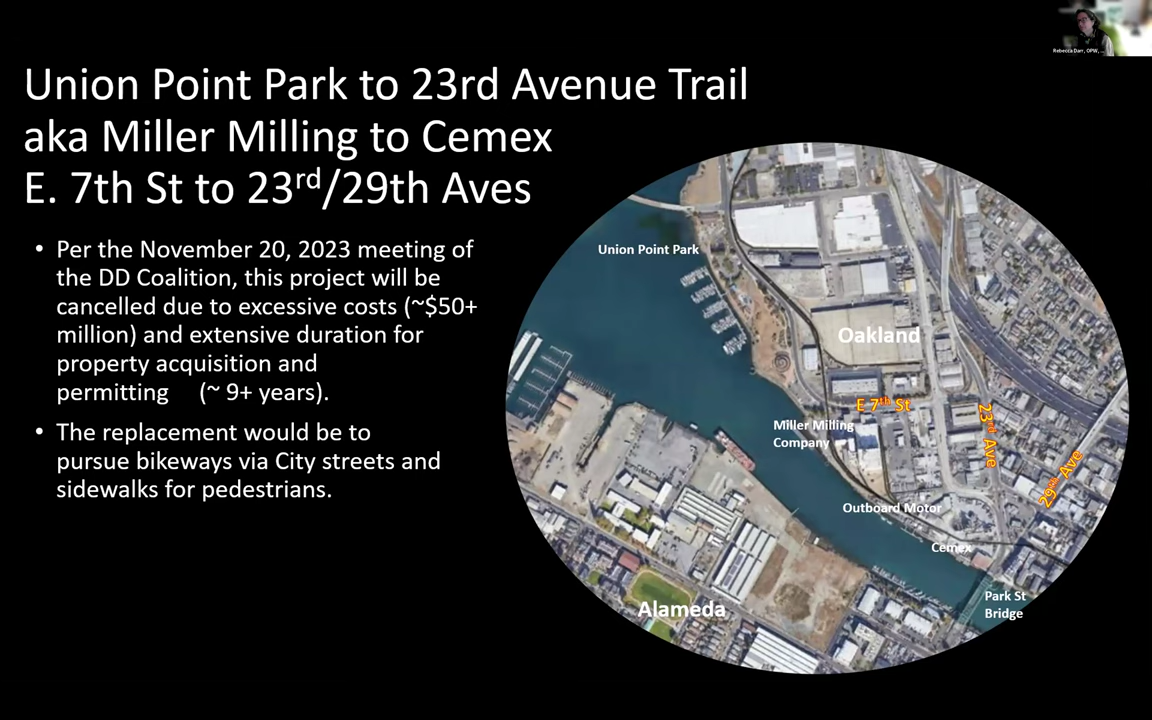 Rebecca Darr, OPW, ...
Union Point Park to 23rd Avenue Trail
aka Miller Milling to Cemex
E. 7th St to 23rd/29th Aves
• Per the November 20, 2023 meeting of
the DD Coalition, this project will be
cancelled due to excessive costs (~$50+
million) and extensive duration for
property acquisition and
permitting (~ 9+ years).
• The replacement would be to
pursue bikeways via City streets and
sidewalks for pedestrians.
Union Point Park
Oakland
E 7th St
23rd Ave
Miller Milling
Company
29th Ave
Outboard Motor
Cemex
Park St
Bridge
Alameda